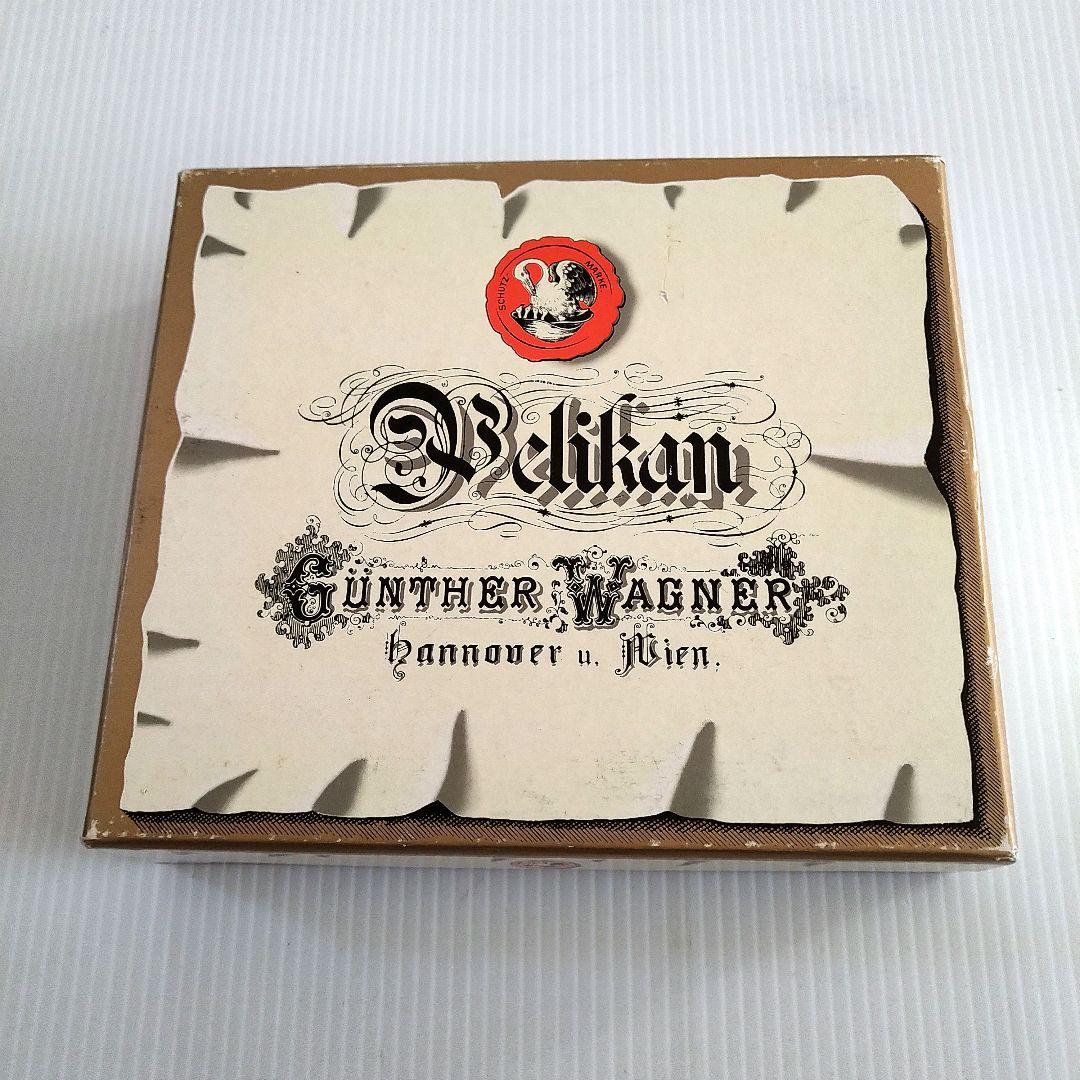 SCHUTZ-MARKE
Pelikan
GÜNTHER WAGNER
Hannover u. Wien.